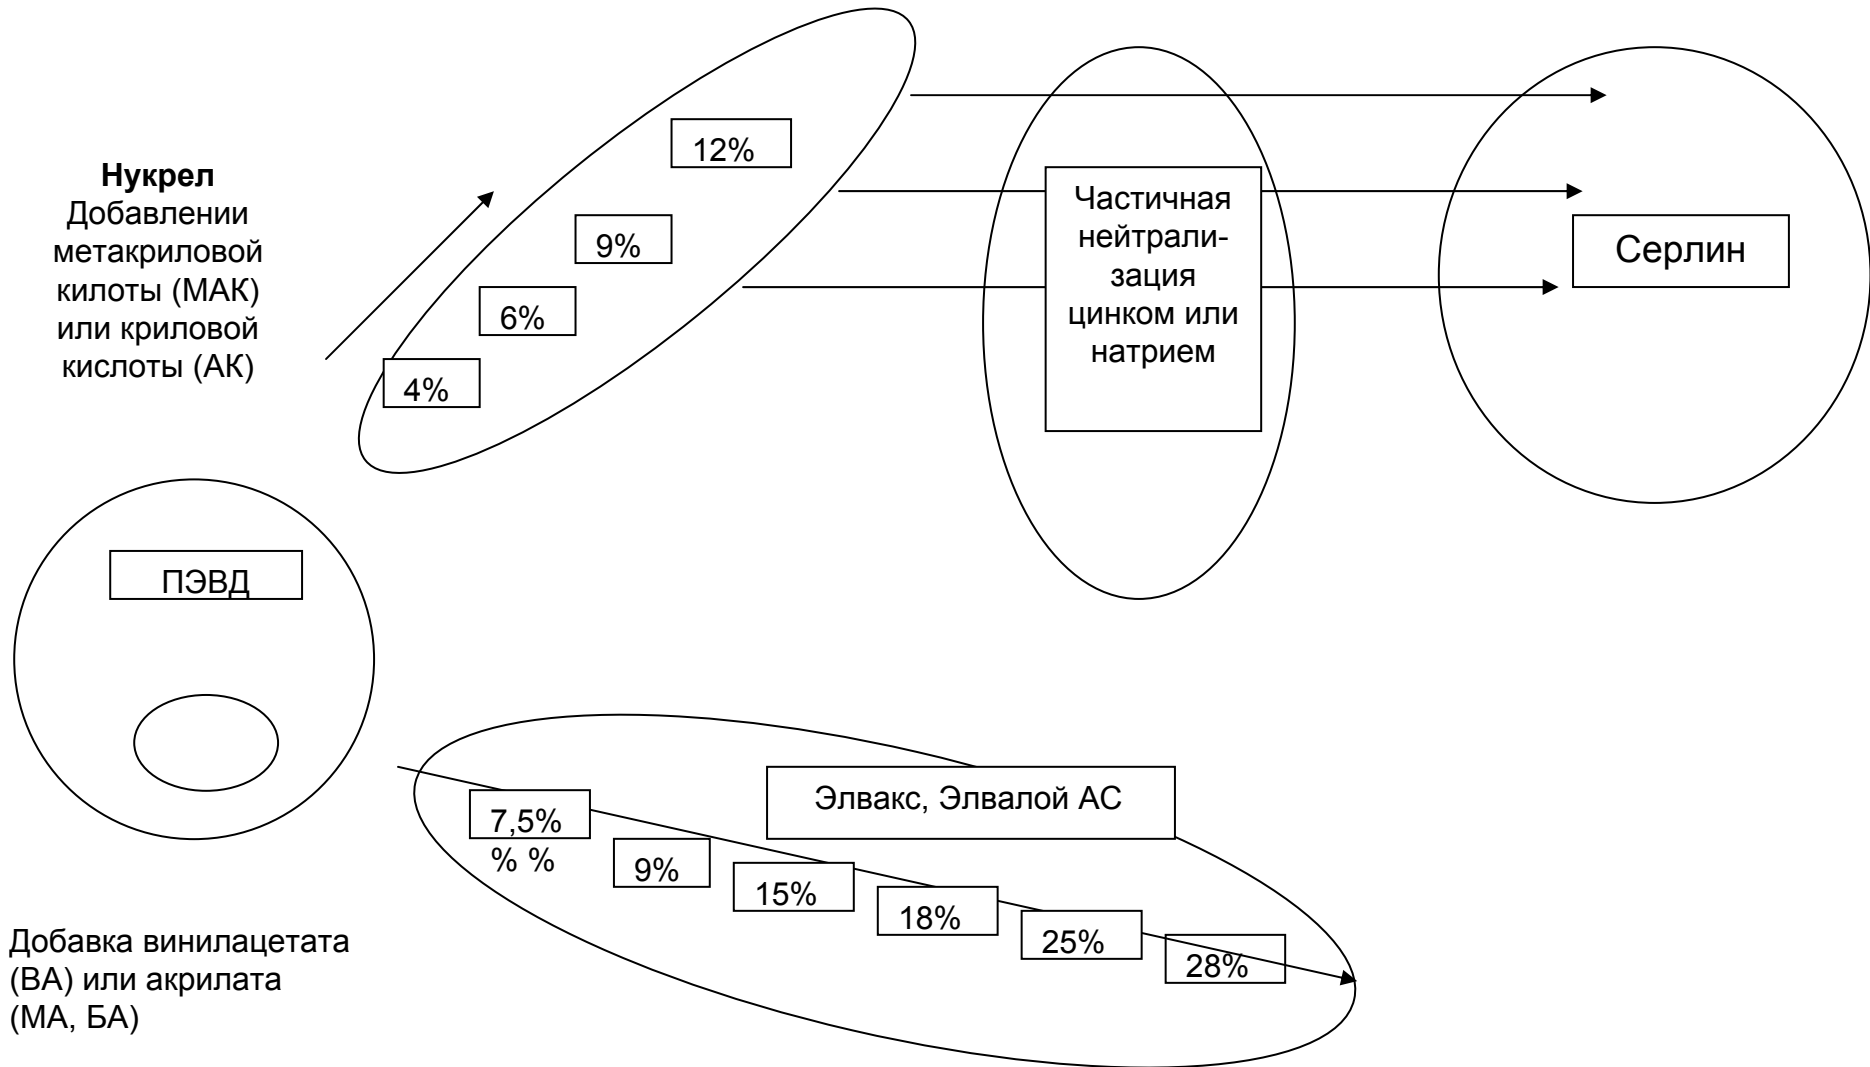 Нукрел
Добавлении
метакриловой
килоты (МАК)
или криловой
кислоты (АК)
12%
9%
6%
4%
Частичная
нейтрали-
зация
цинком или
натрием
Серлин
ПЭВД
Элвакс, Элвалой АС
7,5%
% %
9%
15%
18%
25%
28%
Добавка винилацетата
(ВА) или акрилата
(МА, БА)